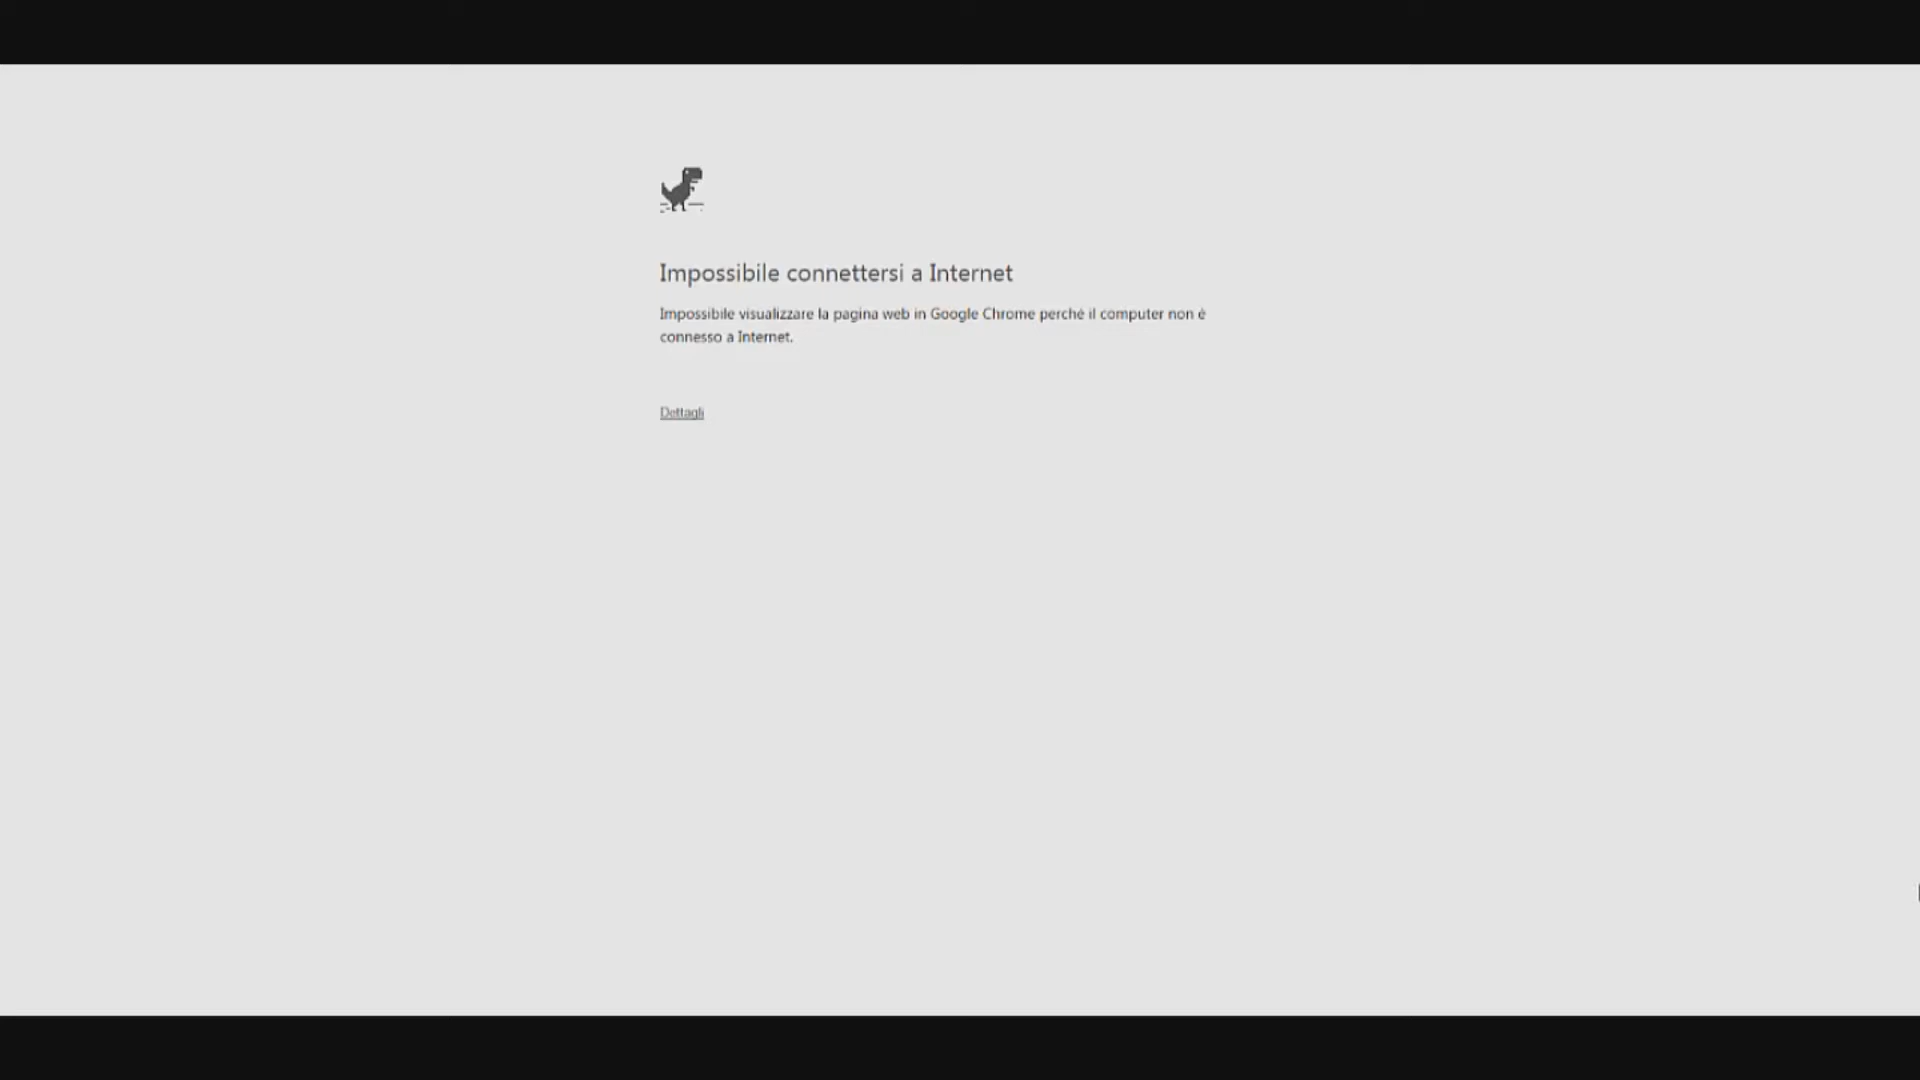 Impossibile connettersi a Internet
Impossibile visualizzare la pagina web in Google Chrome perché il computer non è
connesso a Internet.
Dettagli